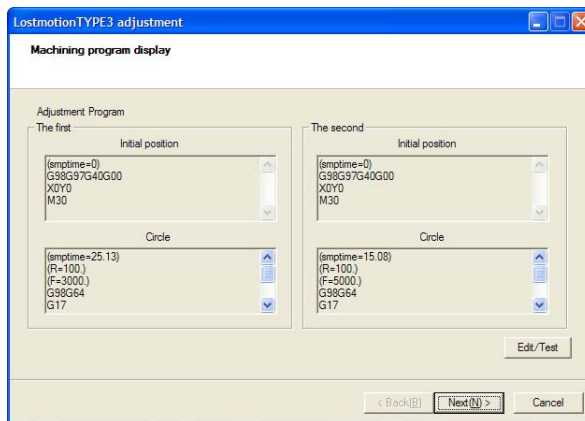 LostmotionTYPE3 adjustment
Machining program display
Adjustment Program
The first
Initial position
(smptime=0)
G98G97G40G00
X0Y0
M30
Circle
(smptime=25.13)
(R=100.)
(F=3000.)
G98G64
G17
The second
Initial position
(smptime=0)
G98G97G40G00
X0Y0
M30
Circle
(smptime=15.08)
(R=100.)
(F=5000.)
G98G64
G17
Edit/Test
< Back(B)
Next(N) >
Cancel